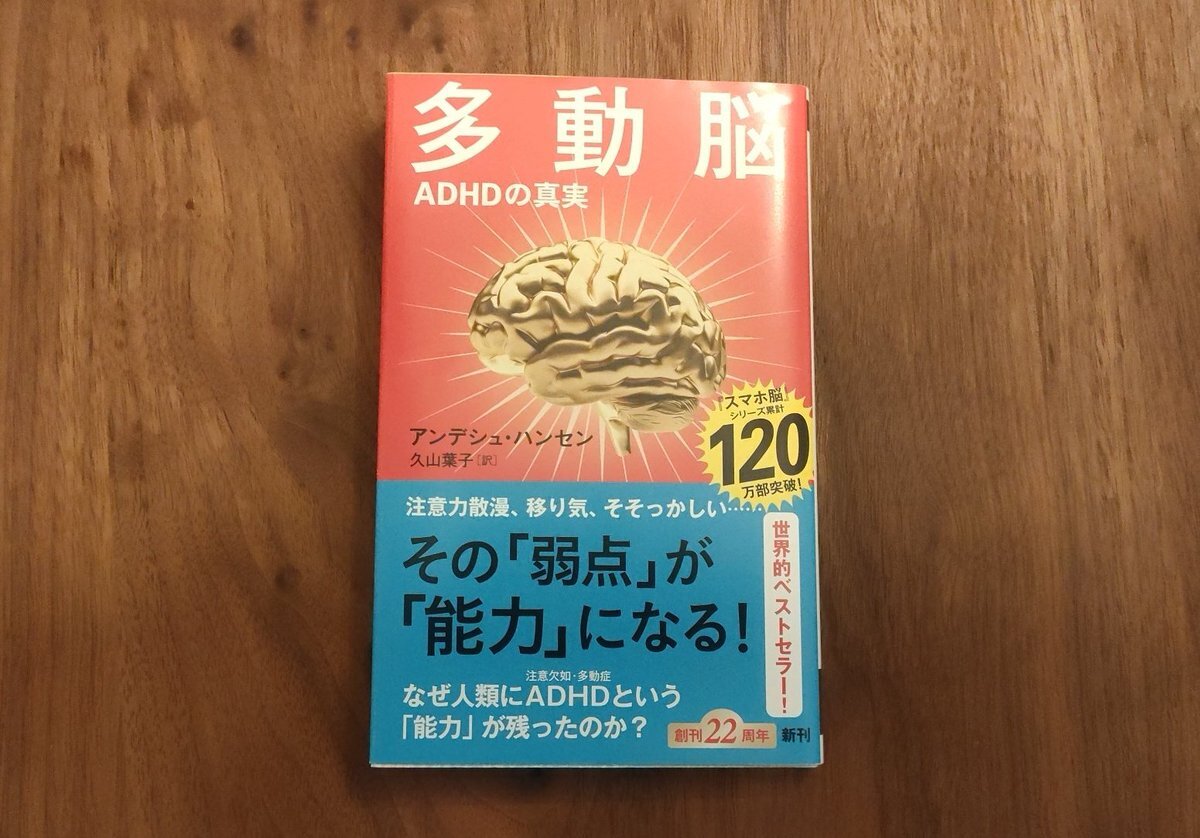 多動脳
ADHDの真実
アンデシュ・ハンセン
久山葉子[訳]
『スマホ脳』
シリーズ累計
120
万部突破!
注意力散漫、移り気、そそっかしい……
その「弱点」が
「能力」になる!
世界的ベストセラー!
注意欠如・多動症
なぜ人類にADHDという
「能力」が残ったのか?
創刊22周年 新刊